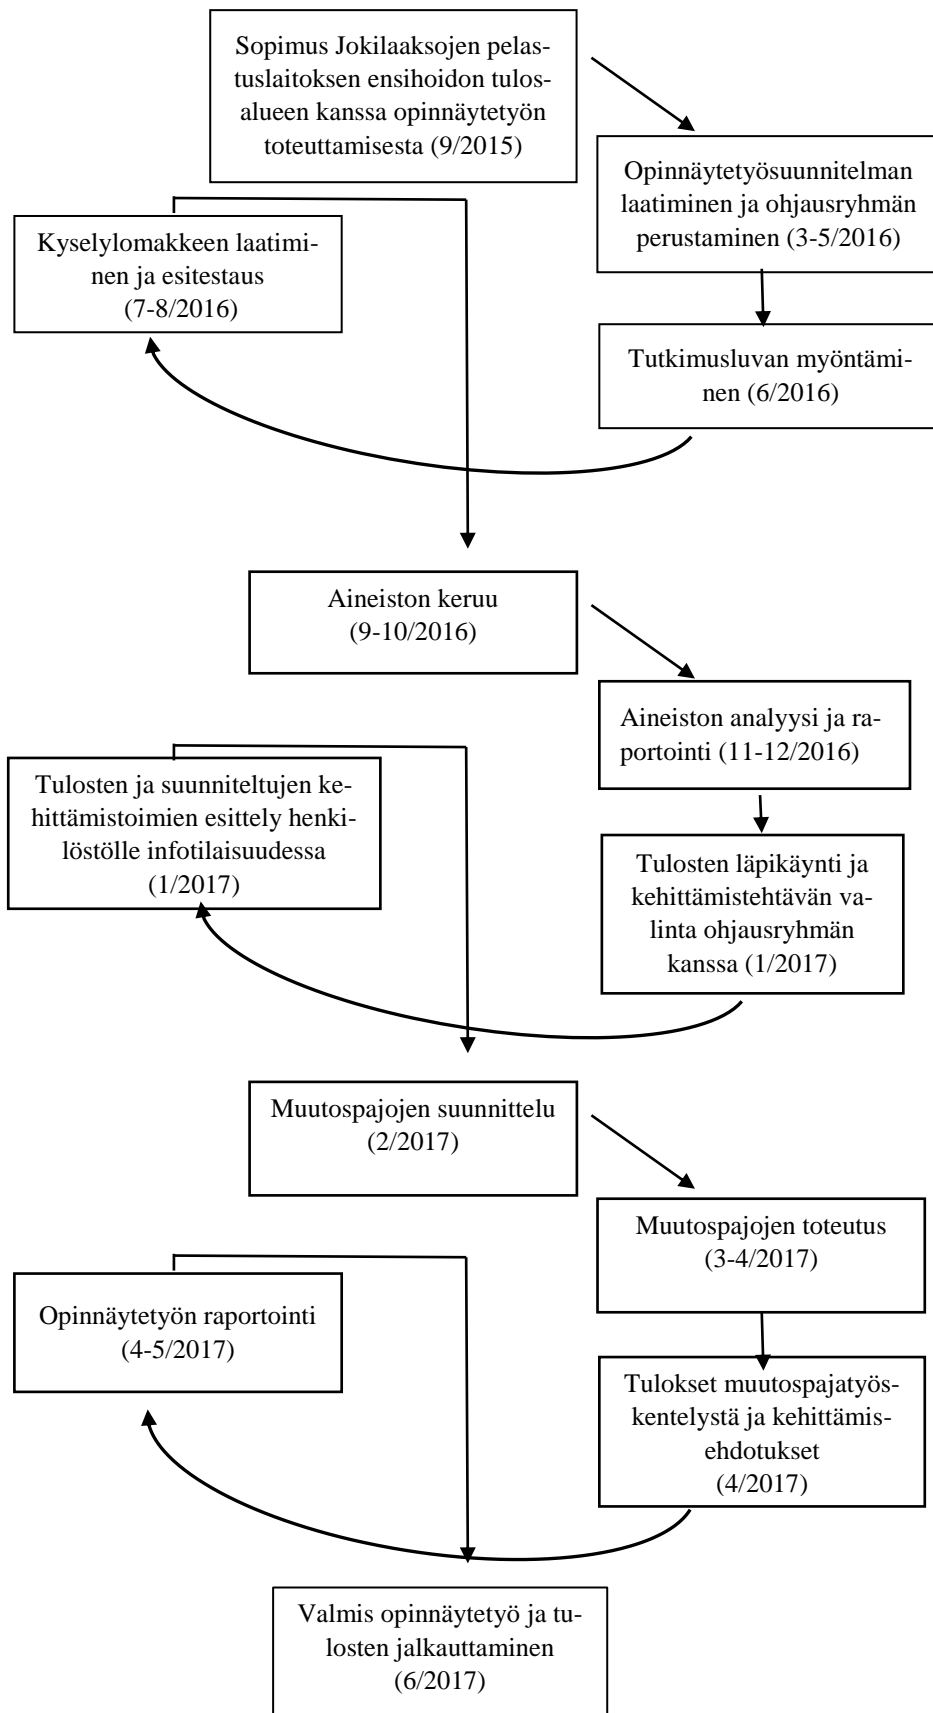 Sopimus Jokilaaksojen pelas-
tuslaitoksen ensihoidon tulos-
alueen kanssa opinnäytetyön
toteuttamisesta (9/2015)
Opinnäytetyösuunnitelman
laatiminen ja ohjausryhmän
perustaminen (3-5/2016)
Tutkimusluvan myöntämi-
nen (6/2016)
Kyselylomakkeen laatimi-
nen ja esitestaus
(7-8/2016)
Aineiston keruu
(9-10/2016)
Aineiston analyysi ja ra-
portointi (11-12/2016)
Tulosten läpikäynti ja
kehittämistehtävän va-
linta ohjausryhmän
kanssa (1/2017)
Tulosten ja suunniteltujen ke-
hittämistoimien esittely henki-
löstölle infotilaisuudessa
(1/2017)
Muutospajojen suunnittelu
(2/2017)
Muutospajojen toteutus
(3-4/2017)
Tulokset muutospajatyös-
kentelystä ja kehittämis-
ehdotukset
(4/2017)
Opinnäytetyön raportointi
(4-5/2017)
Valmis opinnäytetyö ja tu-
losten jalkauttaminen
(6/2017)